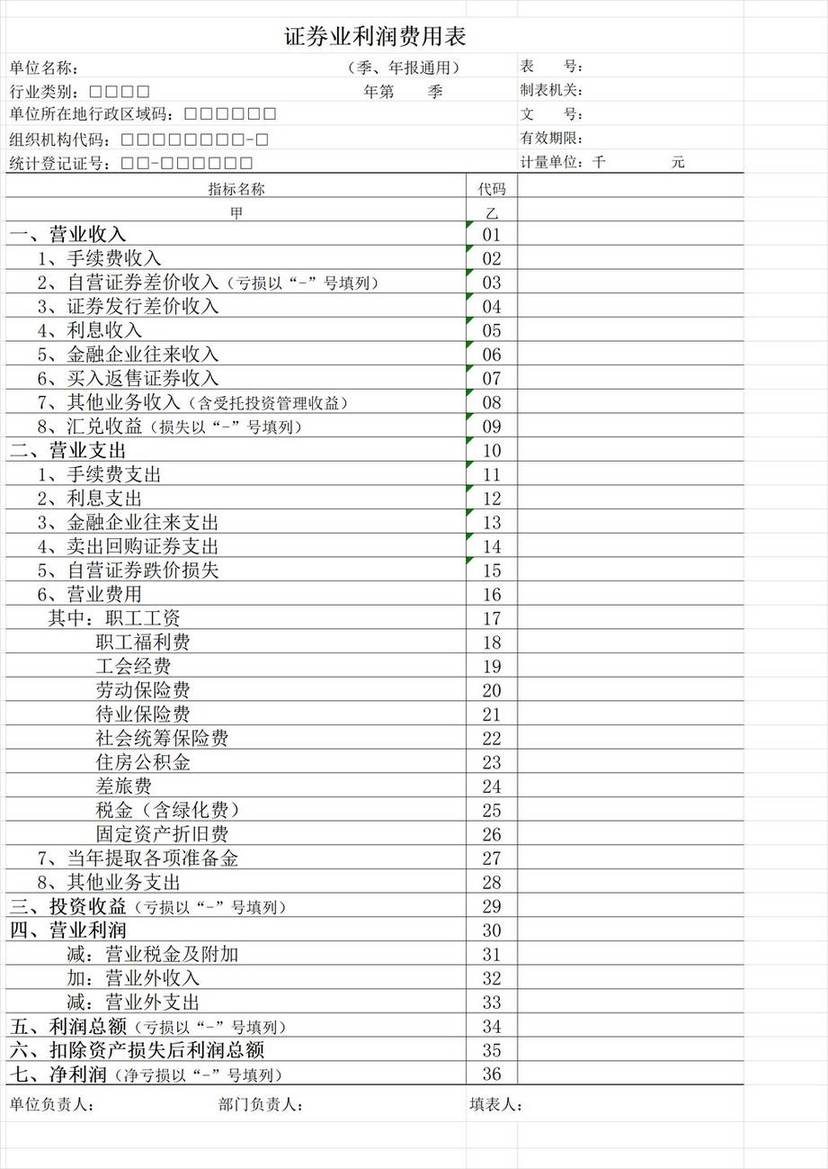 证券业利润费用表
单位名称： （季、年报通用） 表　　号：
行业类别：□□□□ 年第　　季 制表机关：
单位所在地行政区域码：□□□□□□ 文　　号：
组织机构代码：□□□□□□□□-□ 有效期限：
统计登记证号：□□-□□□□□□ 计量单位：千　　　　元
指标名称 代码
甲 乙
一、营业收入 01
1、手续费收入 02
2、自营证券差价收入（亏损以“-”号填列） 03
3、证券发行差价收入 04
4、利息收入 05
5、金融企业往来收入 06
6、买入返售证券收入 07
7、其他业务收入（含受托投资管理收益） 08
8、汇兑收益（损失以“-”号填列） 09
二、营业支出 10
1、手续费支出 11
2、利息支出 12
3、金融企业往来支出 13
4、卖出回购证券支出 14
5、自营证券跌价损失 15
6、营业费用 16
其中：职工工资 17
职工福利费 18
工会经费 19
劳动保险费 20
待业保险费 21
社会统筹保险费 22
住房公积金 23
差旅费 24
税金（含绿化费） 25
固定资产折旧费 26
7、当年提取各项准备金 27
8、其他业务支出 28
三、投资收益（亏损以“-”号填列） 29
四、营业利润 30
减：营业税金及附加 31
加：营业外收入 32
减：营业外支出 33
五、利润总额（亏损以“-”号填列） 34
六、扣除资产损失后利润总额 35
七、净利润（净亏损以“-”号填列） 36
单位负责人： 部门负责人： 填表人：